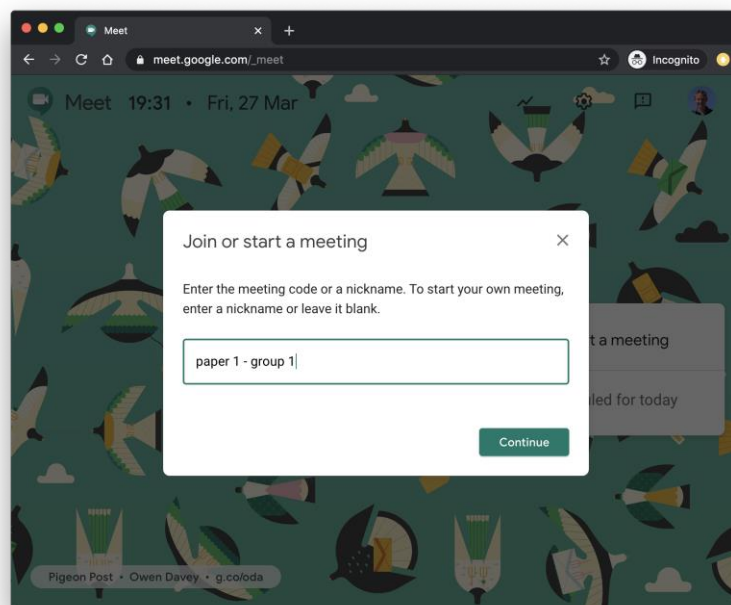 Meet
meet.google.com/_meet
Incognito
Meet 19:31 • Fri, 27 Mar
Join or start a meeting
Enter the meeting code or a nickname. To start your own meeting,
enter a nickname or leave it blank.
paper 1 - group 1
t a meeting
led for today
Continue
Pigeon Post • Owen Davey • g.co/oda